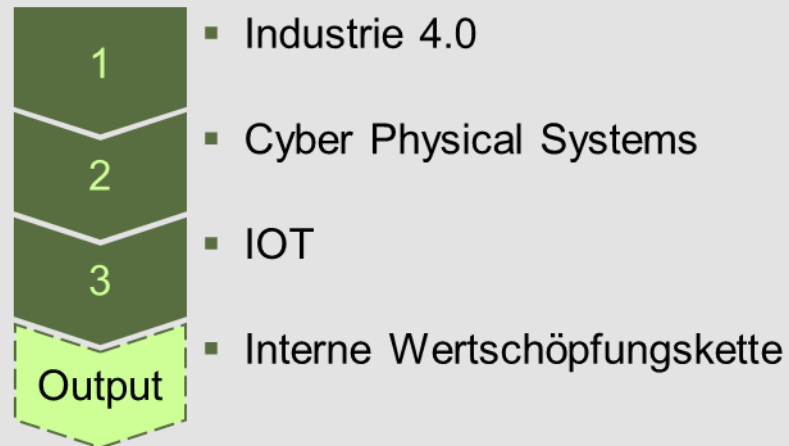 1
Industrie 4.0
2
Cyber Physical Systems
3
IOT
Output
Interne Wertschöpfungskette